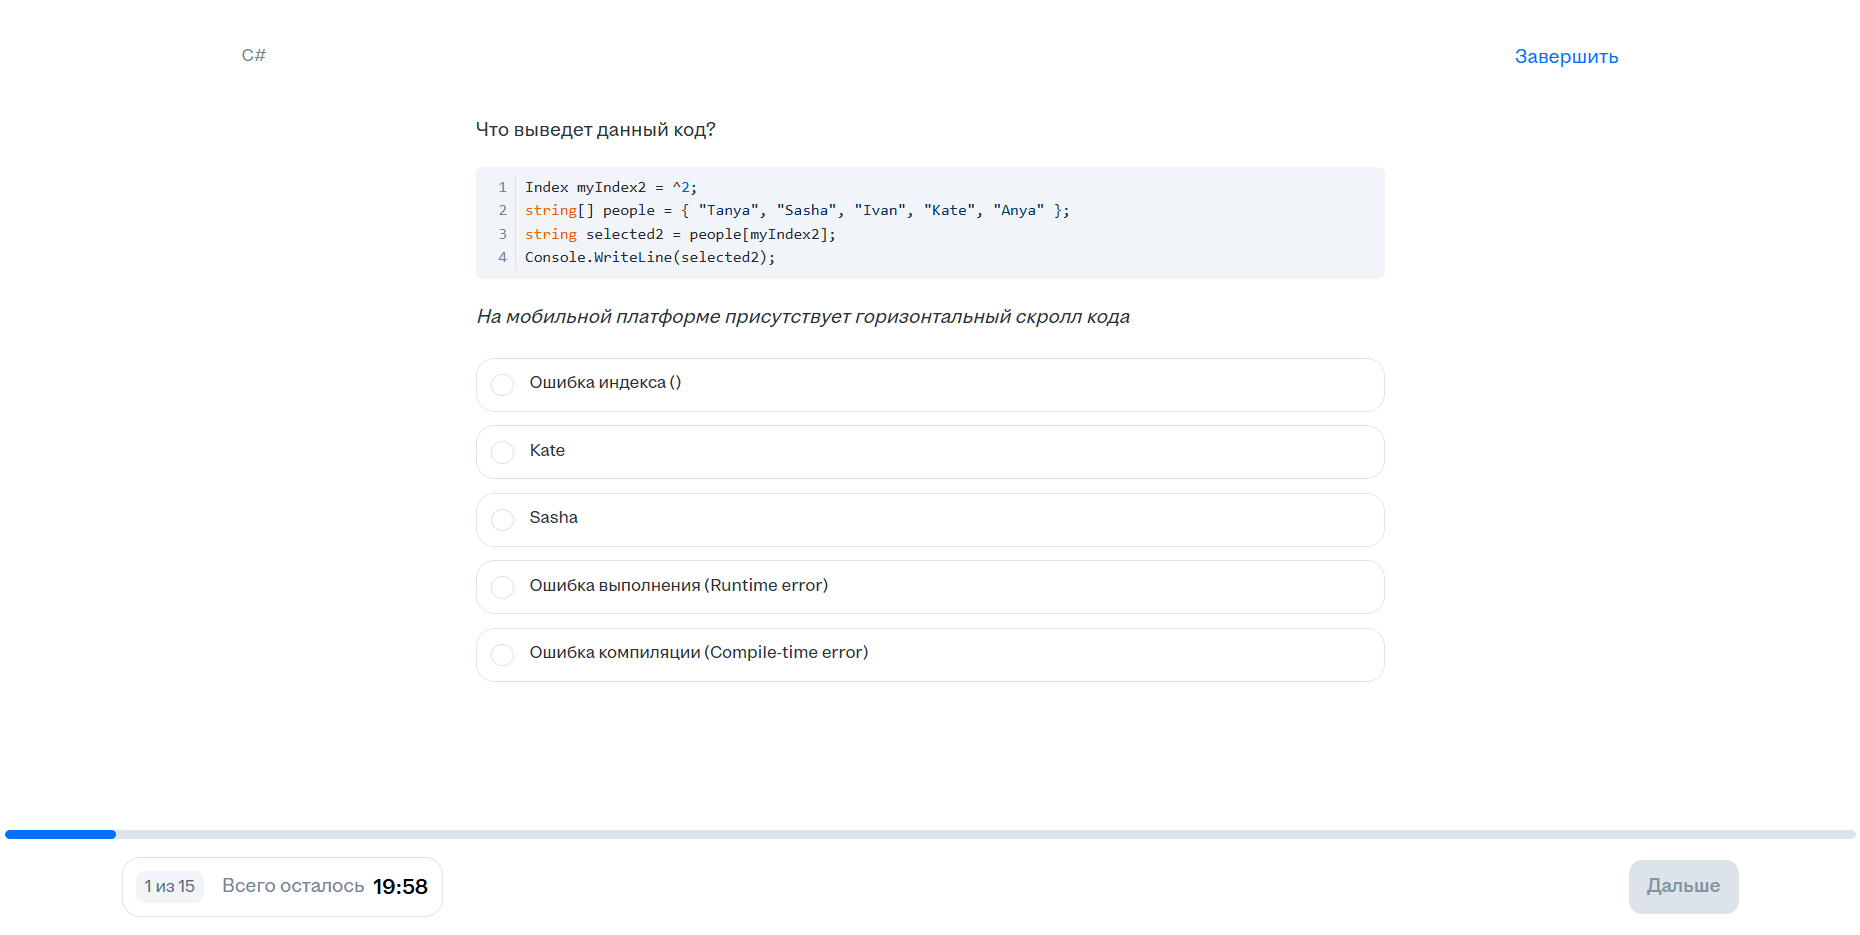 C#
Завершить
Что выведет данный код?
1 Index myIndex2 = ^2;
2 string[] people = { "Tanya", "Sasha", "Ivan", "Kate", "Anya" };
3 string selected2 = people[myIndex2];
4 Console.WriteLine(selected2);
На мобильной платформе присутствует горизонтальный скролл кода
Ошибка индекса ()
Kate
Sasha
Ошибка выполнения (Runtime error)
Ошибка компиляции (Compile-time error)
1 из 15 Всего осталось 19:58
Дальше